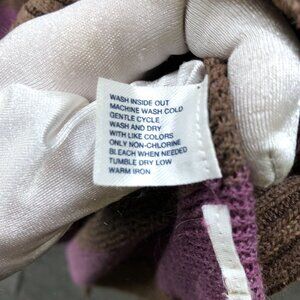 WASH INSIDE OUT
MACHINE WASH COLD
GENTLE CYCLE
WASH AND DRY
WITH LIKE COLORS
ONLY NON-CHLORINE
BLEACH WHEN NEEDED
TUMBLE DRY LOW
WARM IRON